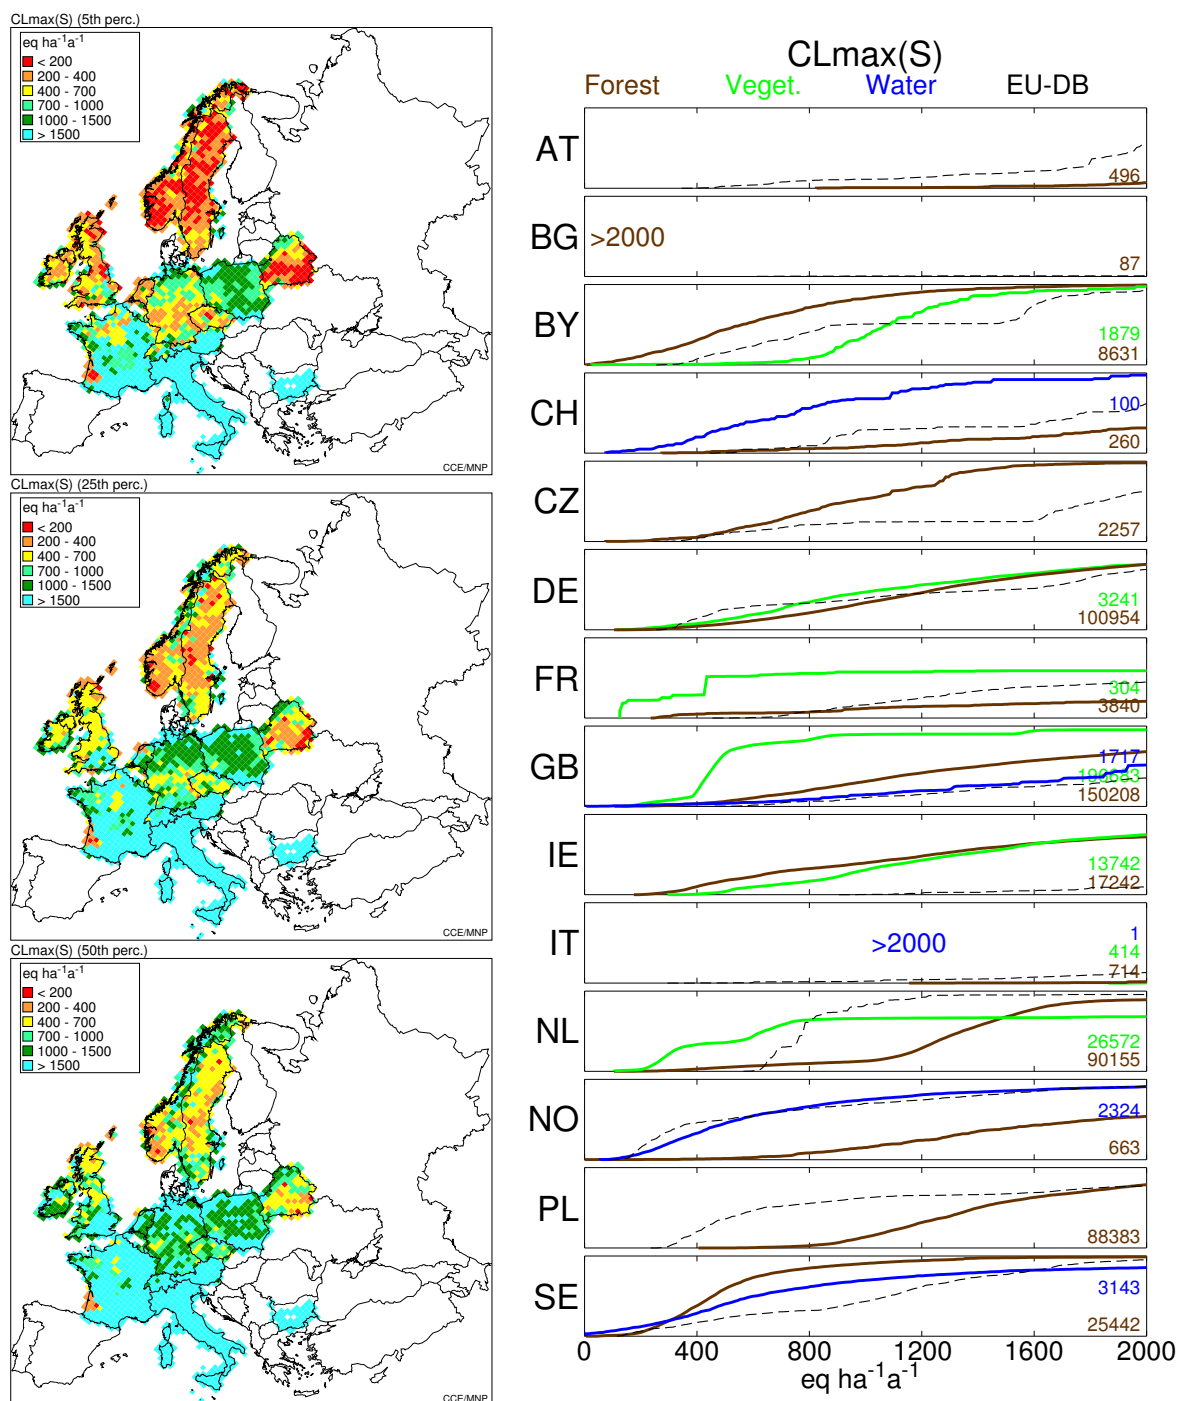 CLmax(S) (5th perc.)
eq ha⁻¹a⁻¹
< 200
200 - 400
400 - 700
700 - 1000
1000 - 1500
> 1500
CCE/MNP
CLmax(S) (25th perc.)
eq ha⁻¹a⁻¹
< 200
200 - 400
400 - 700
700 - 1000
1000 - 1500
> 1500
CCE/MNP
CLmax(S) (50th perc.)
eq ha⁻¹a⁻¹
< 200
200 - 400
400 - 700
700 - 1000
1000 - 1500
> 1500
CCE/MNP
CLmax(S)
Forest Veget. Water EU-DB
AT
496
BG
>2000
87
BY
1879
8631
CH
100
260
CZ
2257
DE
3241
100954
FR
304
3840
GB
1717
150208
IE
13742
17242
IT
>2000
1
414
714
NL
26572
90155
NO
2324
663
PL
88383
SE
3143
25442
0 400 800 1200 1600 2000
eq ha⁻¹a⁻¹